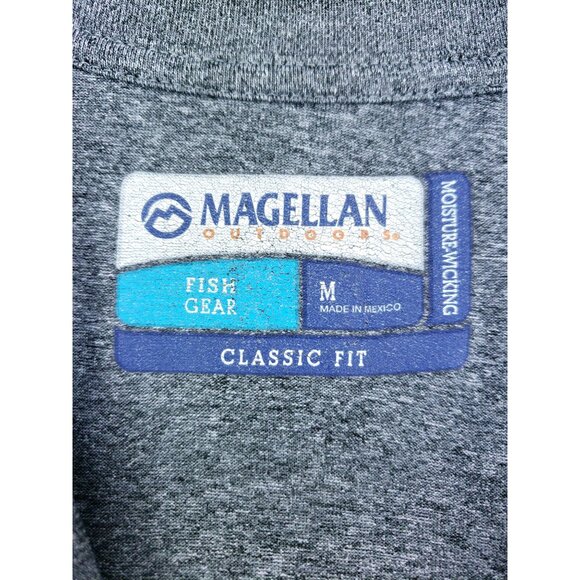 MAGELLAN
OUTDOORS®
FISH
GEAR
M
MADE IN MEXICO
MOISTURE-WICKING
CLASSIC FIT